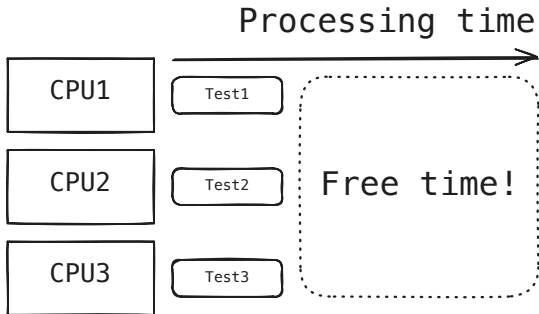 Processing time
CPU1
Test1
CPU2
Test2
Free time!
CPU3
Test3